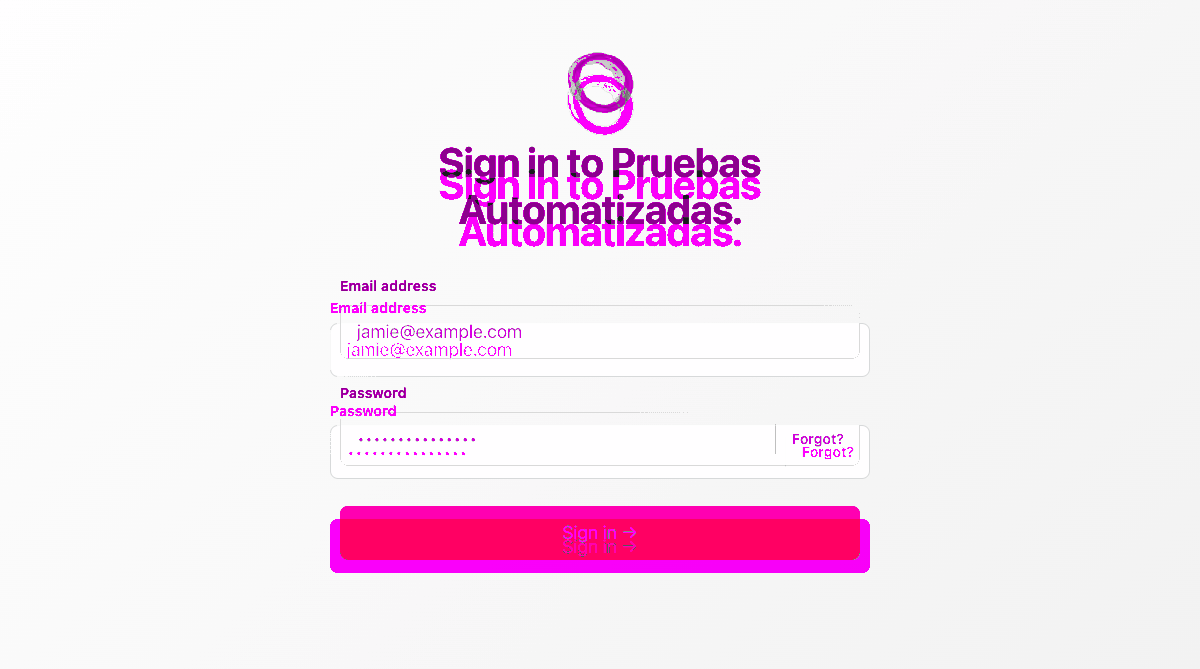 Sign in to Pruebas
Sign in to Pruebas
Automatizadas.
Automatizadas.
Email address
Email address
jamie@example.com
jamie@example.com
Password
Password
•••••••••••••••
Forgot?
•••••••••••••••
Forgot?
Sign in →
Sign in →